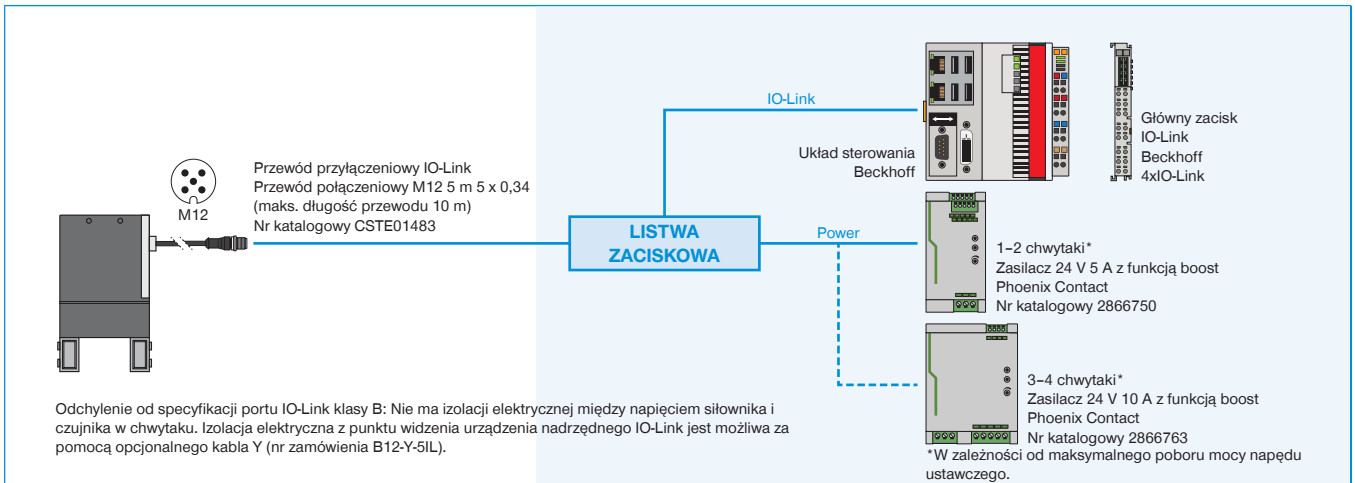 IO-Link
Główny zacisk
IO-Link
Beckhoff
4xIO-Link
Układ sterowania
Beckhoff
M12
Przewód przyłączeniowy IO-Link
Przewód połączeniowy M12 5 m 5 x 0,34
(maks. długość przewodu 10 m)
Nr katalogowy CSTE01483
LISTWA
ZACISKOWA
Power
1–2 chwytaki*
Zasilacz 24 V 5 A z funkcją boost
Phoenix Contact
Nr katalogowy 2866750
3–4 chwytaki*
Zasilacz 24 V 10 A z funkcją boost
Phoenix Contact
Nr katalogowy 2866763
*W zależności od maksymalnego poboru mocy napędu
ustawczego.
Odchylenie od specyfikacji portu IO-Link klasy B: Nie ma izolacji elektrycznej między napięciem siłownika i
czujnika w chwytaku. Izolacja elektryczna z punktu widzenia urządzenia nadrzędnego IO-Link jest możliwa za
pomocą opcjonalnego kabla Y (nr zamówienia B12-Y-5IL).